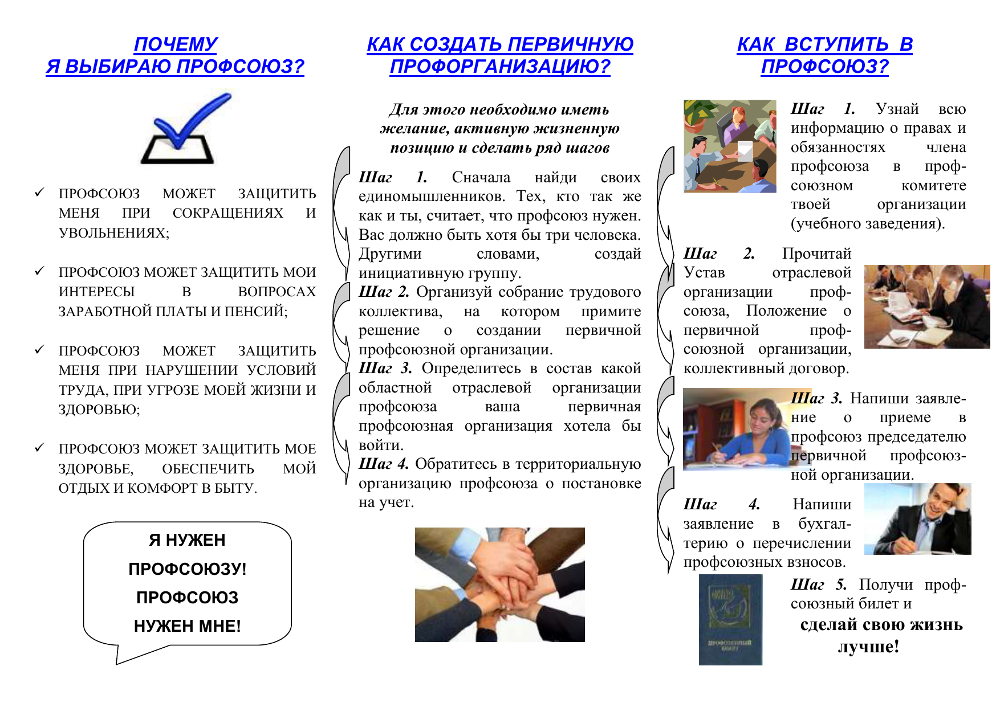 ПОЧЕМУ
Я ВЫБИРАЮ ПРОФСОЮЗ?
ПРОФСОЮЗ МОЖЕТ ЗАЩИТИТЬ
МЕНЯ ПРИ СОКРАЩЕНИЯХ И
УВОЛЬНЕНИЯХ;
ПРОФСОЮЗ МОЖЕТ ЗАЩИТИТЬ МОИ
ИНТЕРЕСЫ В ВОПРОСАХ
ЗАРАБОТНОЙ ПЛАТЫ И ПЕНСИЙ;
ПРОФСОЮЗ МОЖЕТ ЗАЩИТИТЬ
МЕНЯ ПРИ НАРУШЕНИИ УСЛОВИЙ
ТРУДА, ПРИ УГРОЗЕ МОЕЙ ЖИЗНИ И
ЗДОРОВЬЮ;
ПРОФСОЮЗ МОЖЕТ ЗАЩИТИТЬ МОЕ
ЗДОРОВЬЕ, ОБЕСПЕЧИТЬ МОЙ
ОТДЫХ И КОМФОРТ В БЫТУ.
Я НУЖЕН
ПРОФСОЮЗУ!
ПРОФСОЮЗ
НУЖЕН МНЕ!
КАК СОЗДАТЬ ПЕРВИЧНУЮ
ПРОФОРГАНИЗАЦИЮ?
Для этого необходимо иметь
желание, активную жизненную
позицию и сделать ряд шагов
Шаг 1. Сначала найди своих
единомышленников. Тех, кто так же
как и ты, считает, что профсоюз нужен.
Вас должно быть хотя бы три человека.
Другими словами, создай
инициативную группу.
Шаг 2. Организуй собрание трудового
коллектива, на котором примите
решение о создании первичной
профсоюзной организации.
Шаг 3. Определитесь в состав какой
областной отраслевой организации
профсоюза ваша первичная
профсоюзная организация хотела бы
войти.
Шаг 4. Обратитесь в территориальную
организацию профсоюза о постановке
на учет.
КАК ВСТУПИТЬ В
ПРОФСОЮЗ?
Шаг 1. Узнай всю
информацию о правах и
обязанностях члена
профсоюза в проф-
союзном комитете
твоей организации
(учебного заведения).
Шаг 2. Прочитай
Устав отраслевой
организации проф-
союза, Положение о
первичной проф-
союзной организации,
коллективный договор.
Шаг 3. Напиши заявле-
ние о приеме в
профсоюз председателю
первичной профсоюз-
ной организации.
Шаг 4. Напиши
заявление в бухгал-
терию о перечислении
профсоюзных взносов.
Шаг 5. Получи проф-
союзный билет и
сделай свою жизнь
лучше!